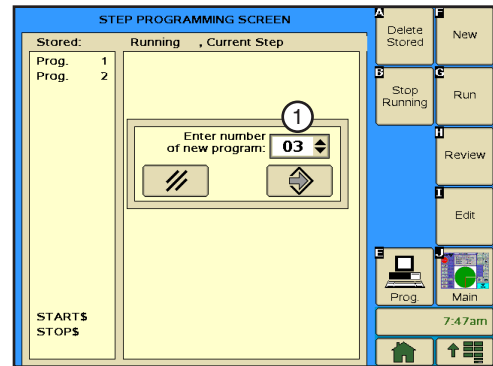 STEP PROGRAMMING SCREEN
Stored:
Running , Current Step
Prog. 1
Prog. 2
1
Enter number
of new program: 03
START$
STOP$
A
Delete
Stored
F
New
B
Stop
Running
G
Run
H
Review
I
Edit
E
Prog.
J
Main
7:47am